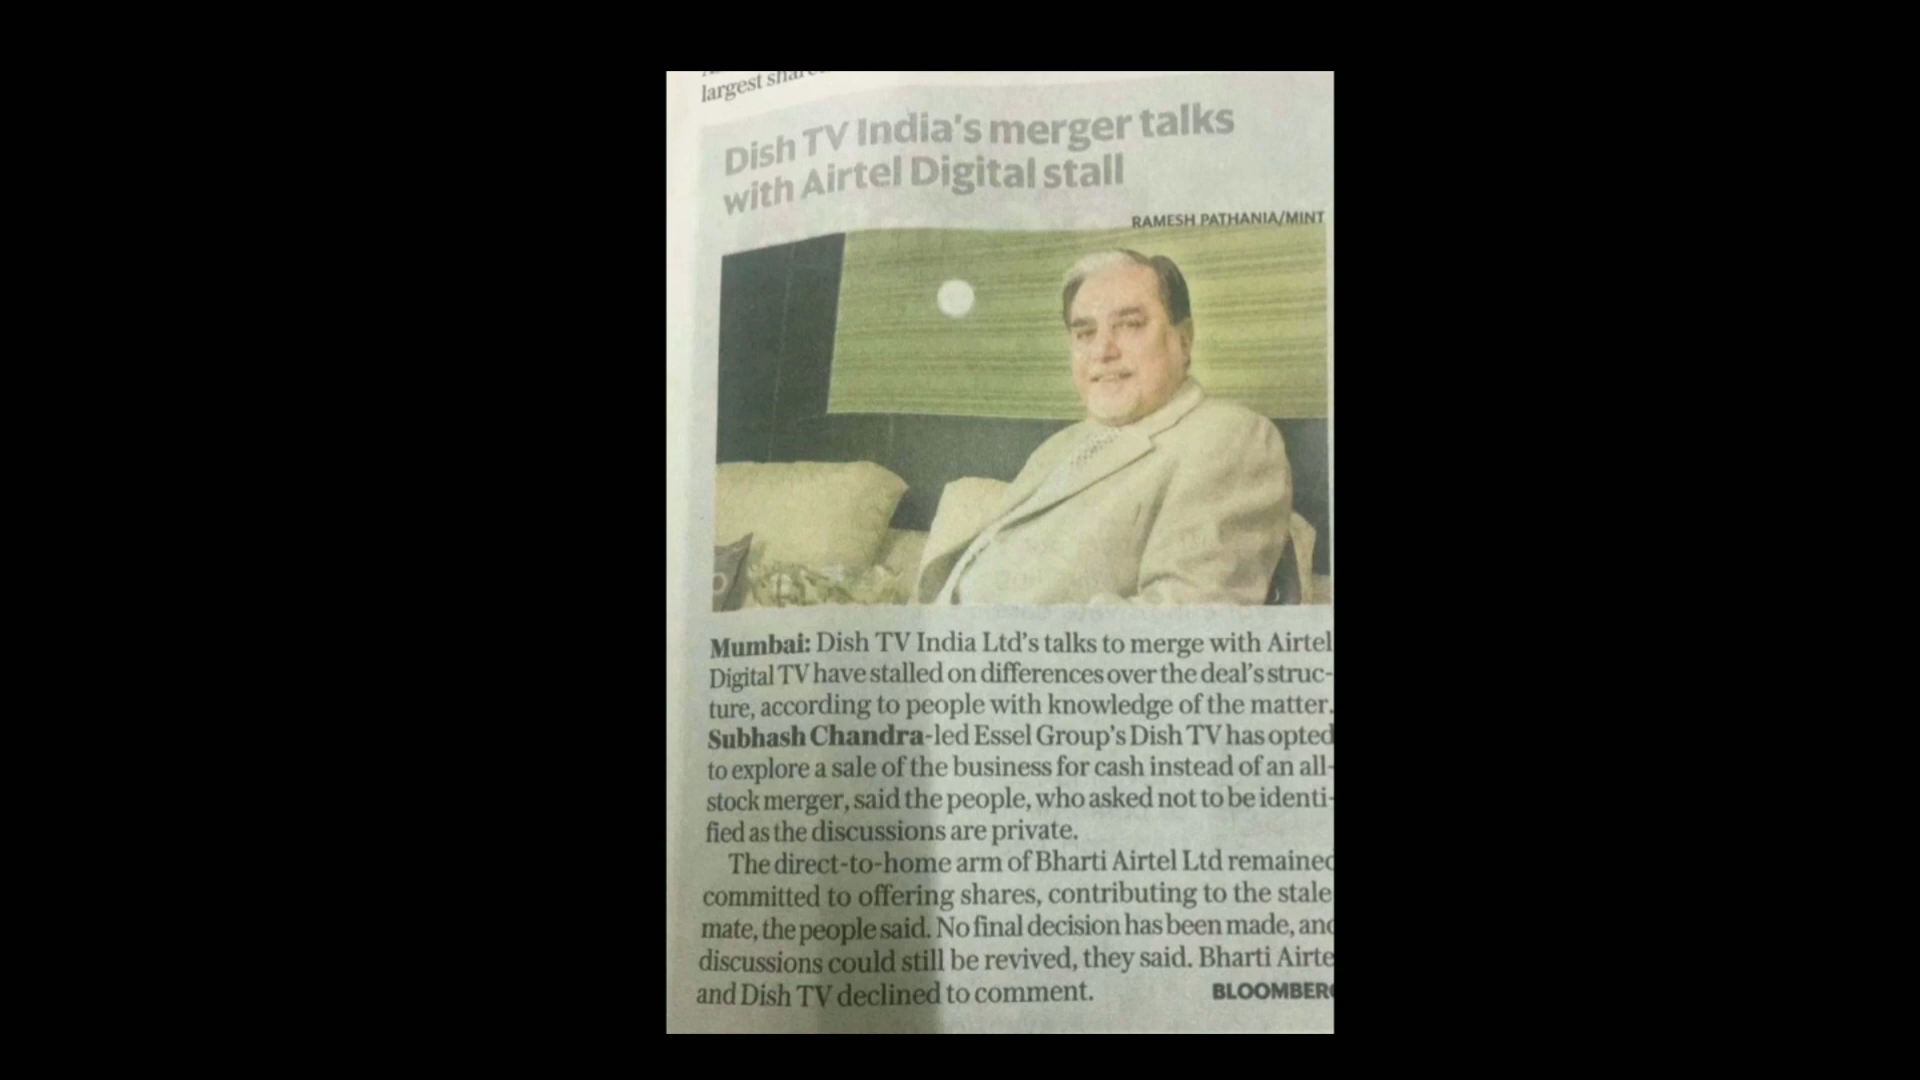 largest
Dish TV India's merger talks
with Airtel Digital stall
RAMESH PATHANIA/MINT
Mumbai: Dish TV India Ltd's talks to merge with Airtel
Digital TV have stalled on differences over the deal's struc-
ture, according to people with knowledge of the matter.
Subhash Chandra-led Essel Group's Dish TV has opted
to explore a sale of the business for cash instead of an all-
stock merger, said the people, who asked not to be identi-
fied as the discussions are private.
The direct-to-home arm of Bharti Airtel Ltd remained
committed to offering shares, contributing to the stale
mate, the people said. No final decision has been made, and
discussions could still be revived, they said. Bharti Airte
and Dish TV declined to comment.
BLOOMBERG